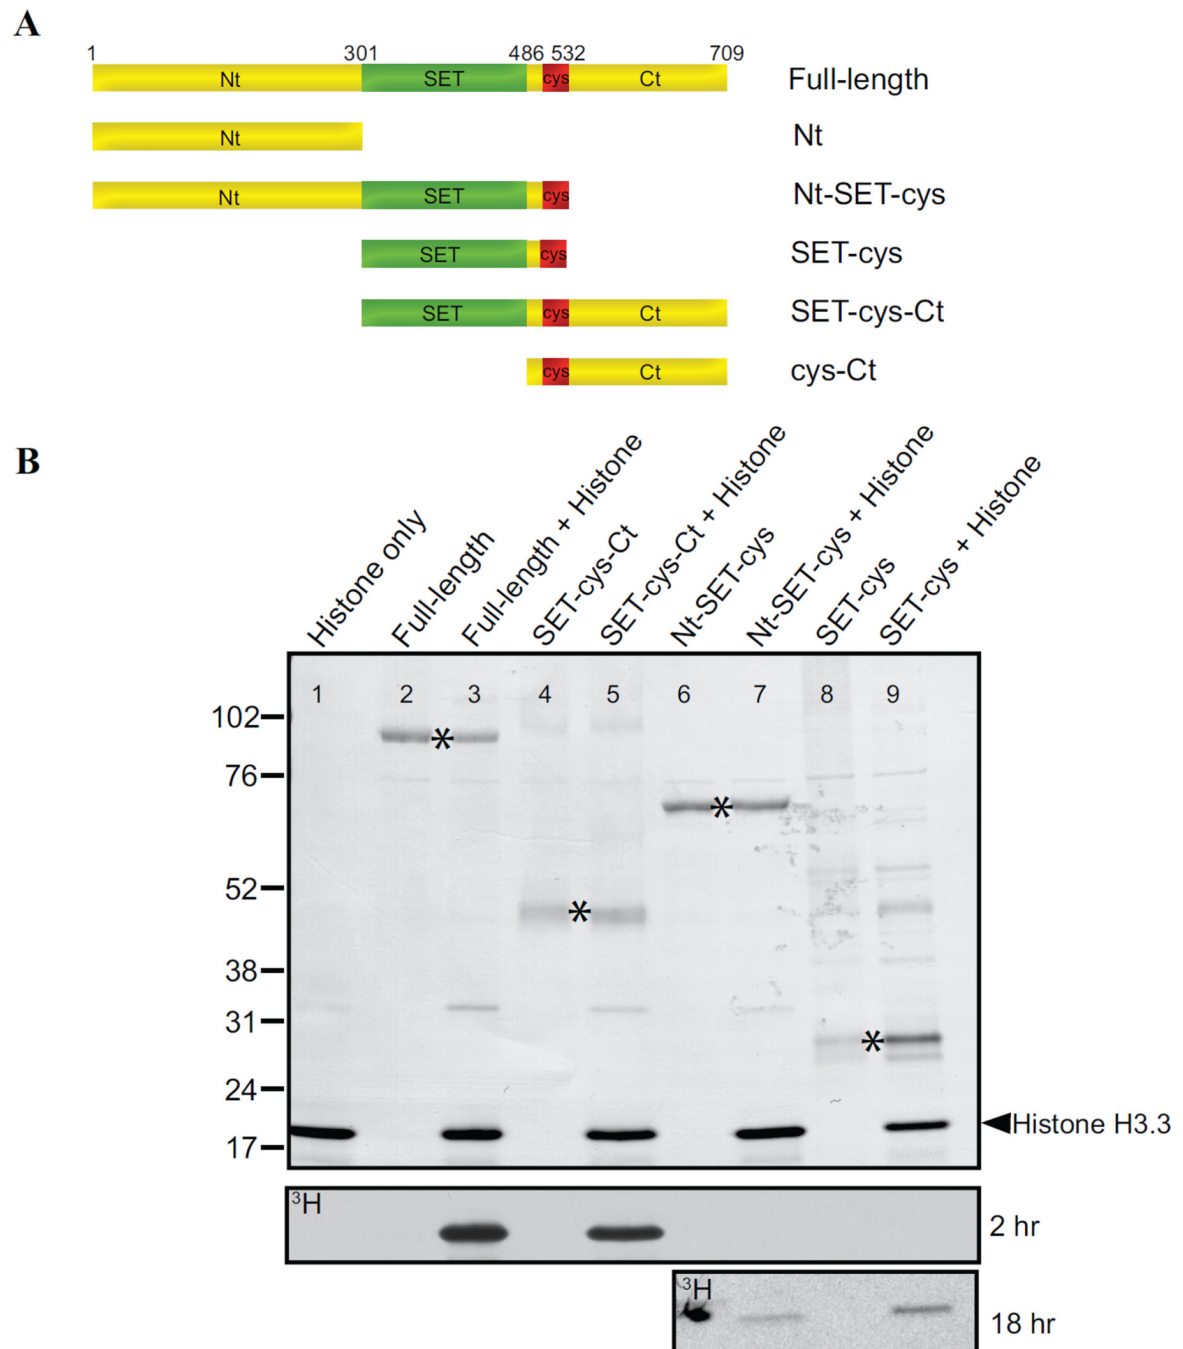 A
1 301 486 532 709
Nt SET cys Ct Full-length
Nt Nt
Nt SET cys Nt-SET-cys
SET cys SET-cys
SET cys Ct SET-cys-Ct
cys Ct cys-Ct
B
Histone only
Full-length
Full-length + Histone
SET-cys-Ct
SET-cys-Ct + Histone
Nt-SET-cys
Nt-SET-cys + Histone
SET-cys
SET-cys + Histone
1 2 3 4 5 6 7 8 9
102
*
76
*
52
*
38
31
*
24
Histone H3.3
17
³H
2 hr
³H
18 hr